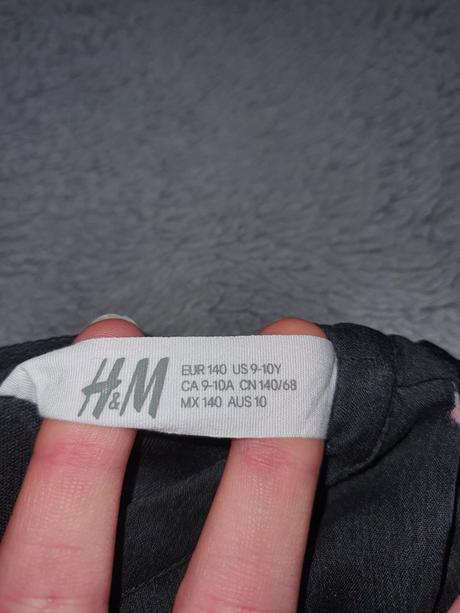 H&M
EUR 140 US 9-10Y
CA 9-10A CN 140/68
MX 140 AUS 10